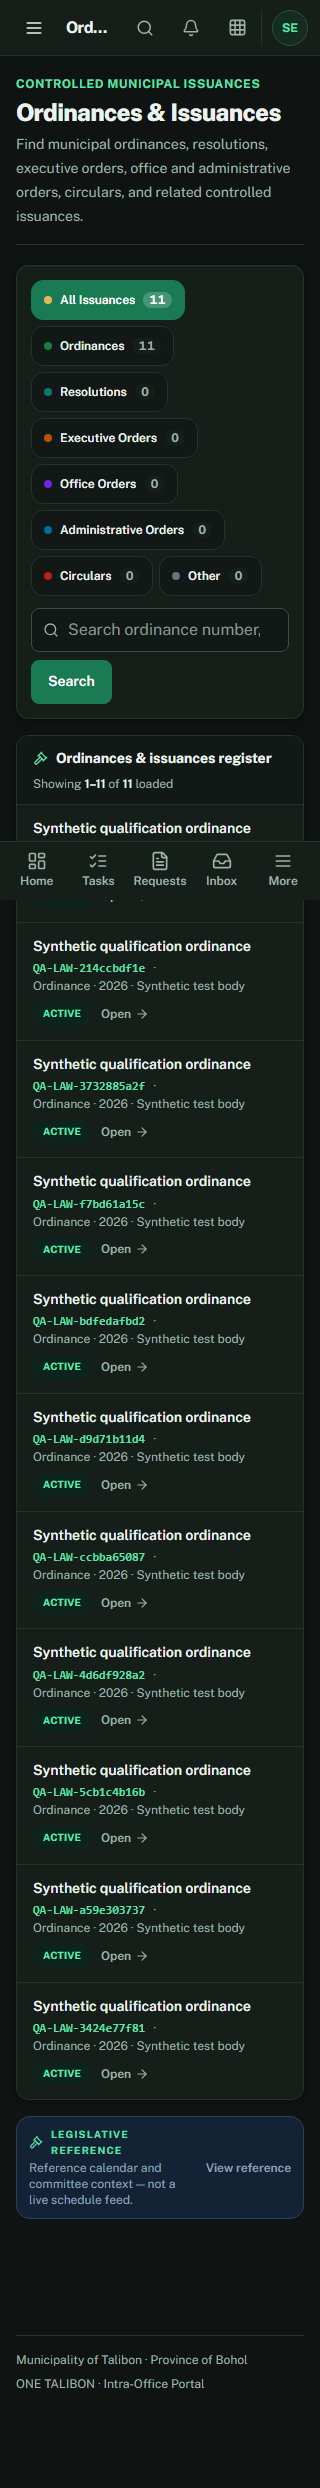 Ord...
SE
CONTROLLED MUNICIPAL ISSUANCES
Ordinances & Issuances
Find municipal ordinances, resolutions,
executive orders, office and administrative
orders, circulars, and related controlled
issuances.
All Issuances 11
Ordinances 11
Resolutions 0
Executive Orders 0
Office Orders 0
Administrative Orders 0
Circulars 0
Other 0
Search ordinance number,
Search
Ordinances & issuances register
Showing 1–11 of 11 loaded
Synthetic qualification ordinance
Home
Tasks
Requests
Inbox
More
Synthetic qualification ordinance
QA-LAW-214ccbdf1e ·
Ordinance · 2026 · Synthetic test body
ACTIVE Open →
Synthetic qualification ordinance
QA-LAW-3732885a2f ·
Ordinance · 2026 · Synthetic test body
ACTIVE Open →
Synthetic qualification ordinance
QA-LAW-f7bd61a15c ·
Ordinance · 2026 · Synthetic test body
ACTIVE Open →
Synthetic qualification ordinance
QA-LAW-bdfedafbd2 ·
Ordinance · 2026 · Synthetic test body
ACTIVE Open →
Synthetic qualification ordinance
QA-LAW-d9d71b11d4 ·
Ordinance · 2026 · Synthetic test body
ACTIVE Open →
Synthetic qualification ordinance
QA-LAW-ccbba65087 ·
Ordinance · 2026 · Synthetic test body
ACTIVE Open →
Synthetic qualification ordinance
QA-LAW-4d6df928a2 ·
Ordinance · 2026 · Synthetic test body
ACTIVE Open →
Synthetic qualification ordinance
QA-LAW-5cb1c4b16b ·
Ordinance · 2026 · Synthetic test body
ACTIVE Open →
Synthetic qualification ordinance
QA-LAW-a59e303737 ·
Ordinance · 2026 · Synthetic test body
ACTIVE Open →
Synthetic qualification ordinance
QA-LAW-3424e77f81 ·
Ordinance · 2026 · Synthetic test body
ACTIVE Open →
LEGISLATIVE
REFERENCE
Reference calendar and
committee context — not a
live schedule feed.
View reference
Municipality of Talibon · Province of Bohol
ONE TALIBON · Intra-Office Portal